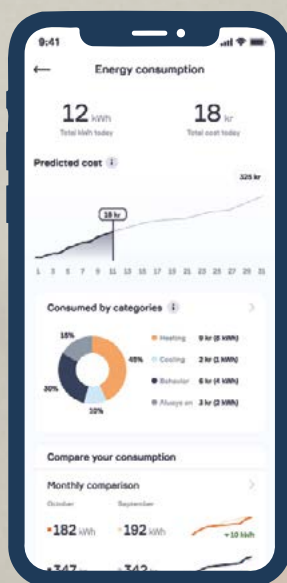 9:41
Energy consumption
12 kWh
18 kr
Total kWh today
Total cost today
Predicted cost
325 kr
18 kr
1 3 5 7 9 11 13 15 17 19 21 23 25 27 29 31
Consumed by categories
15%
45%
30%
10%
Heating 9 kr (5 kWh)
Cooling 2 kr (1 kWh)
Behavior 6 kr (4 kWh)
Always on 3 kr (2 kWh)
Compare your consumption
Monthly comparison
October
September
182 kWh
192 kWh
+10 kWh
347
342